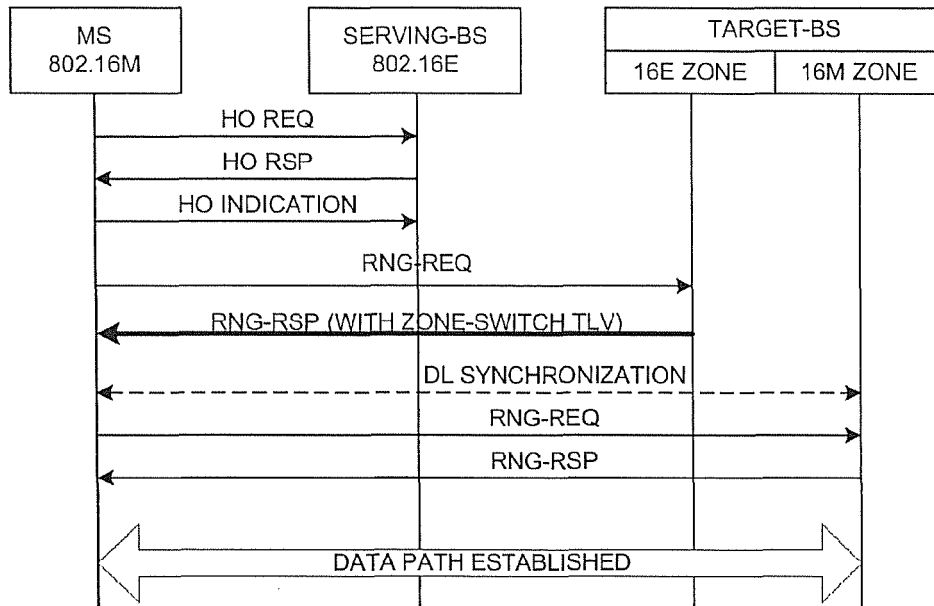 MS
802.16M
SERVING-BS
802.16E
TARGET-BS
16E ZONE
16M ZONE
HO REQ
HO RSP
HO INDICATION
RNG-REQ
RNG-RSP (WITH ZONE-SWITCH TLV)
DL SYNCHRONIZATION
RNG-REQ
RNG-RSP
DATA PATH ESTABLISHED